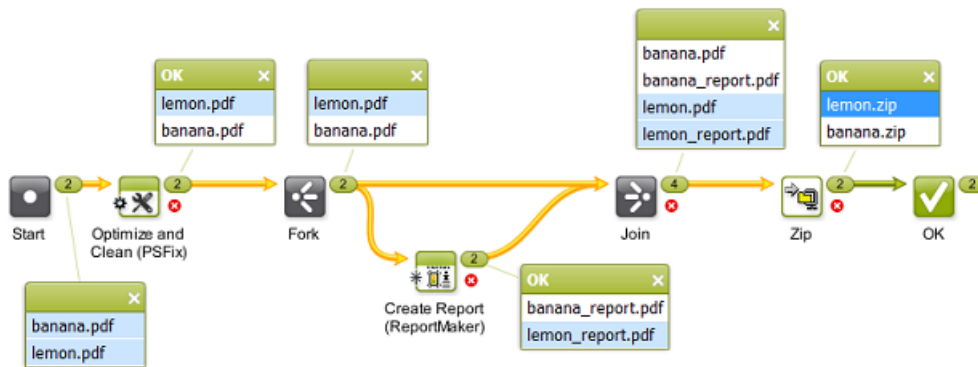 banana.pdf
banana_report.pdf
lemon.pdf
lemon_report.pdf
OK
lemon.pdf
banana.pdf
lemon.pdf
banana.pdf
OK
lemon.zip
banana.zip
2
2
2
4
2
2
Start
Optimize and
Clean (PSFix)
Fork
Join
Zip
OK
2
Create Report
(ReportMaker)
OK
banana_report.pdf
lemon_report.pdf
banana.pdf
lemon.pdf